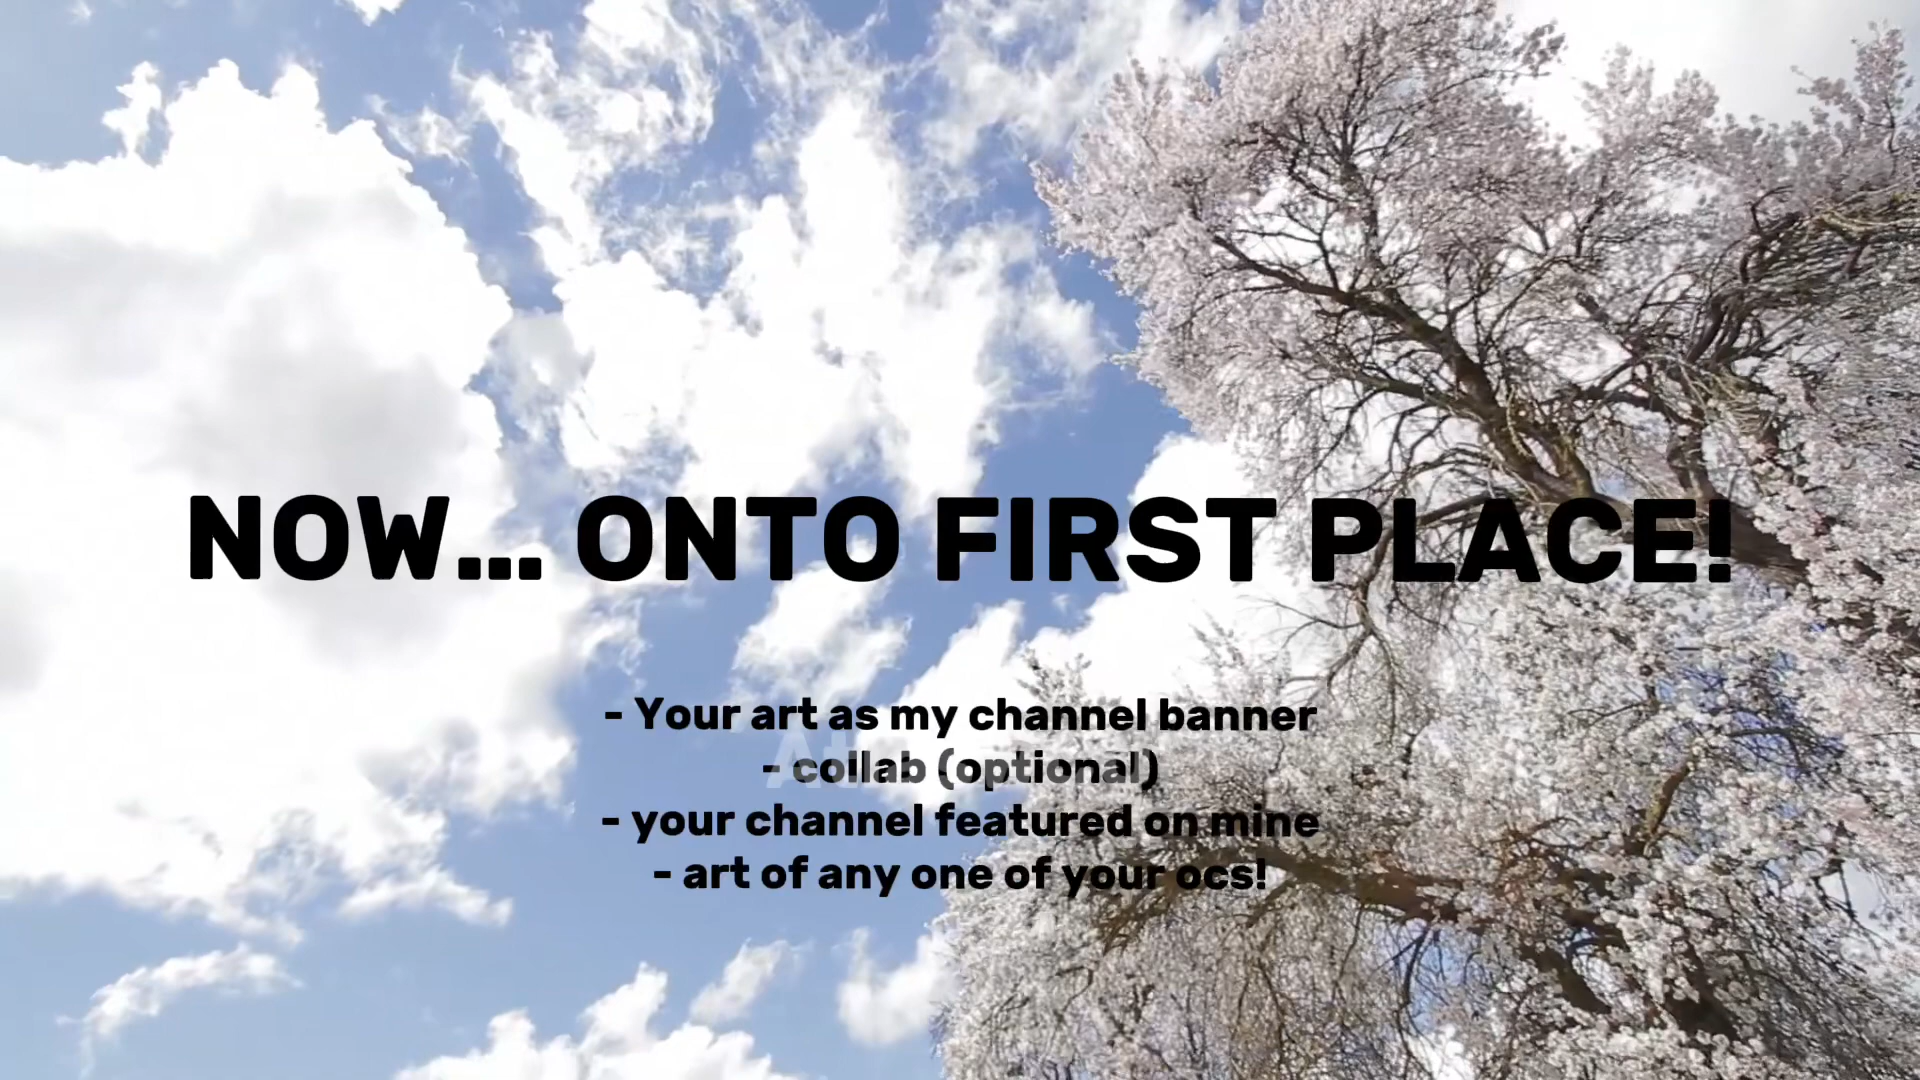 NOW... ONTO FIRST PLACE!
- Your art as my channel banner
- collab (optional)
- your channel featured on mine
- art of any one of your ocs!